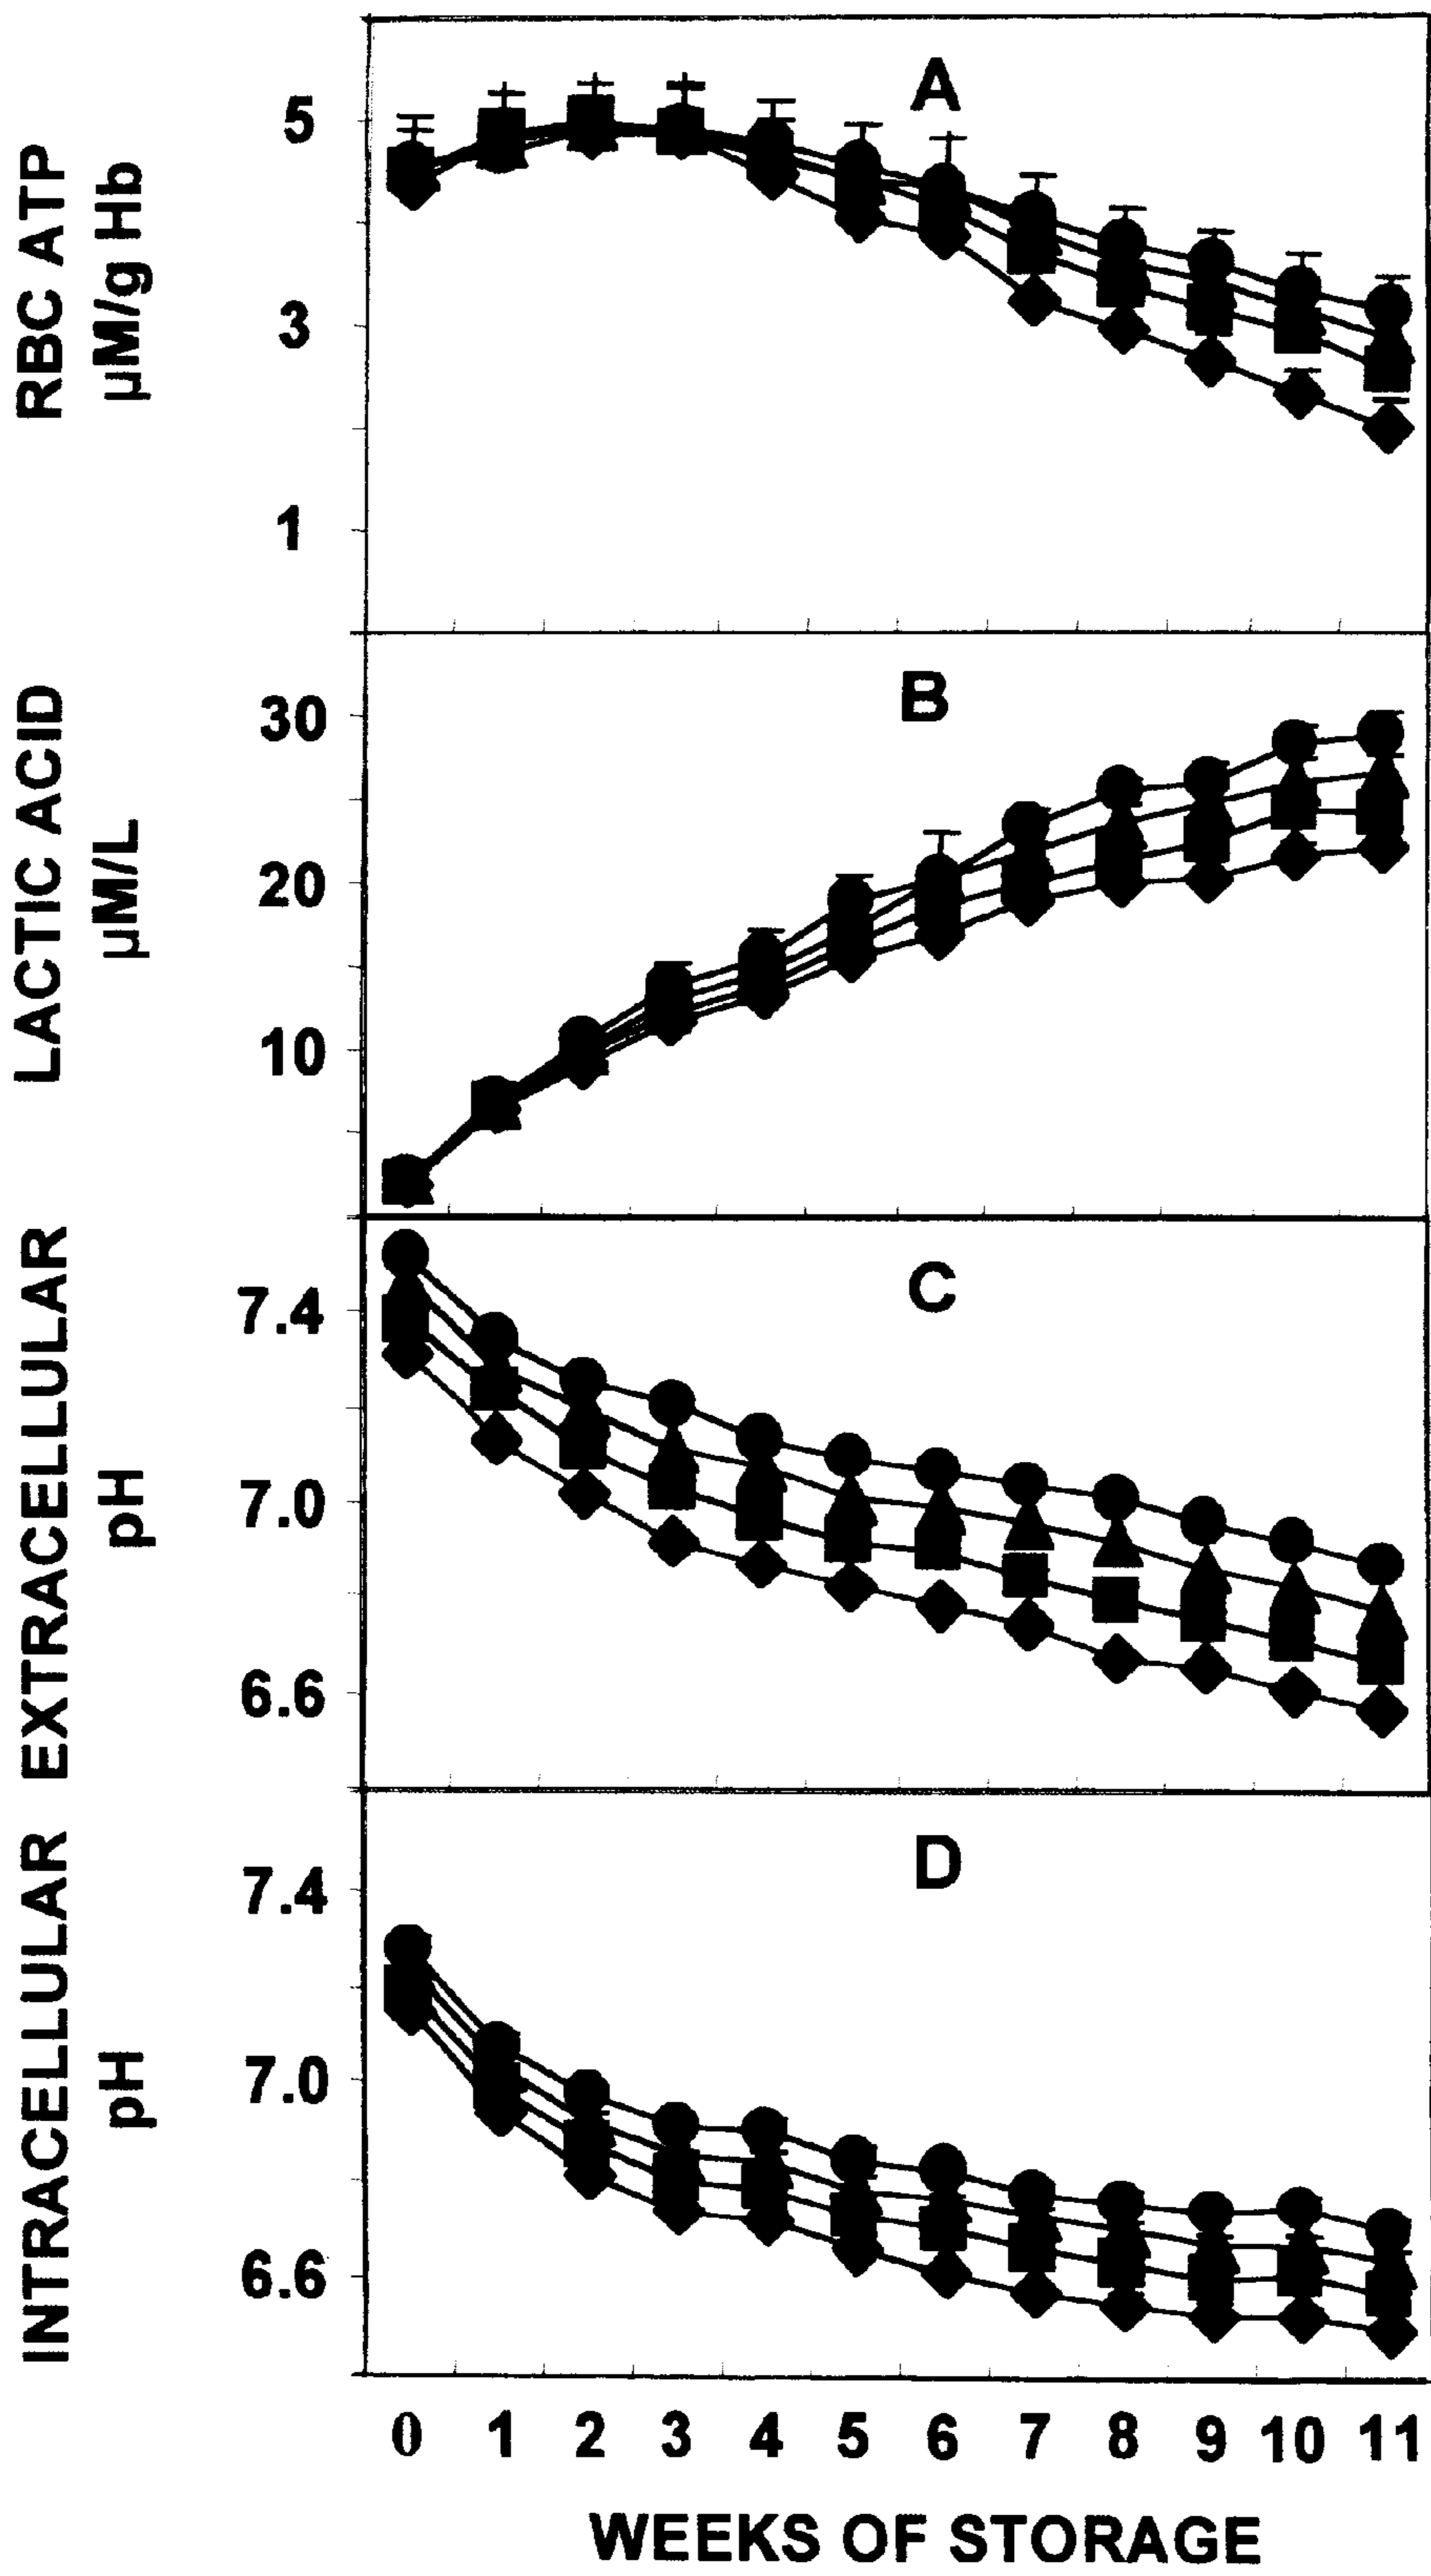 A
RBC ATP
µM/g Hb
5
3
1
B
LACTIC ACID
µM/L
30
20
10
C
EXTRACELLULAR
pH
7.4
7.0
6.6
D
INTRACELLULAR
pH
7.4
7.0
6.6
0 1 2 3 4 5 6 7 8 9 10 11
WEEKS OF STORAGE